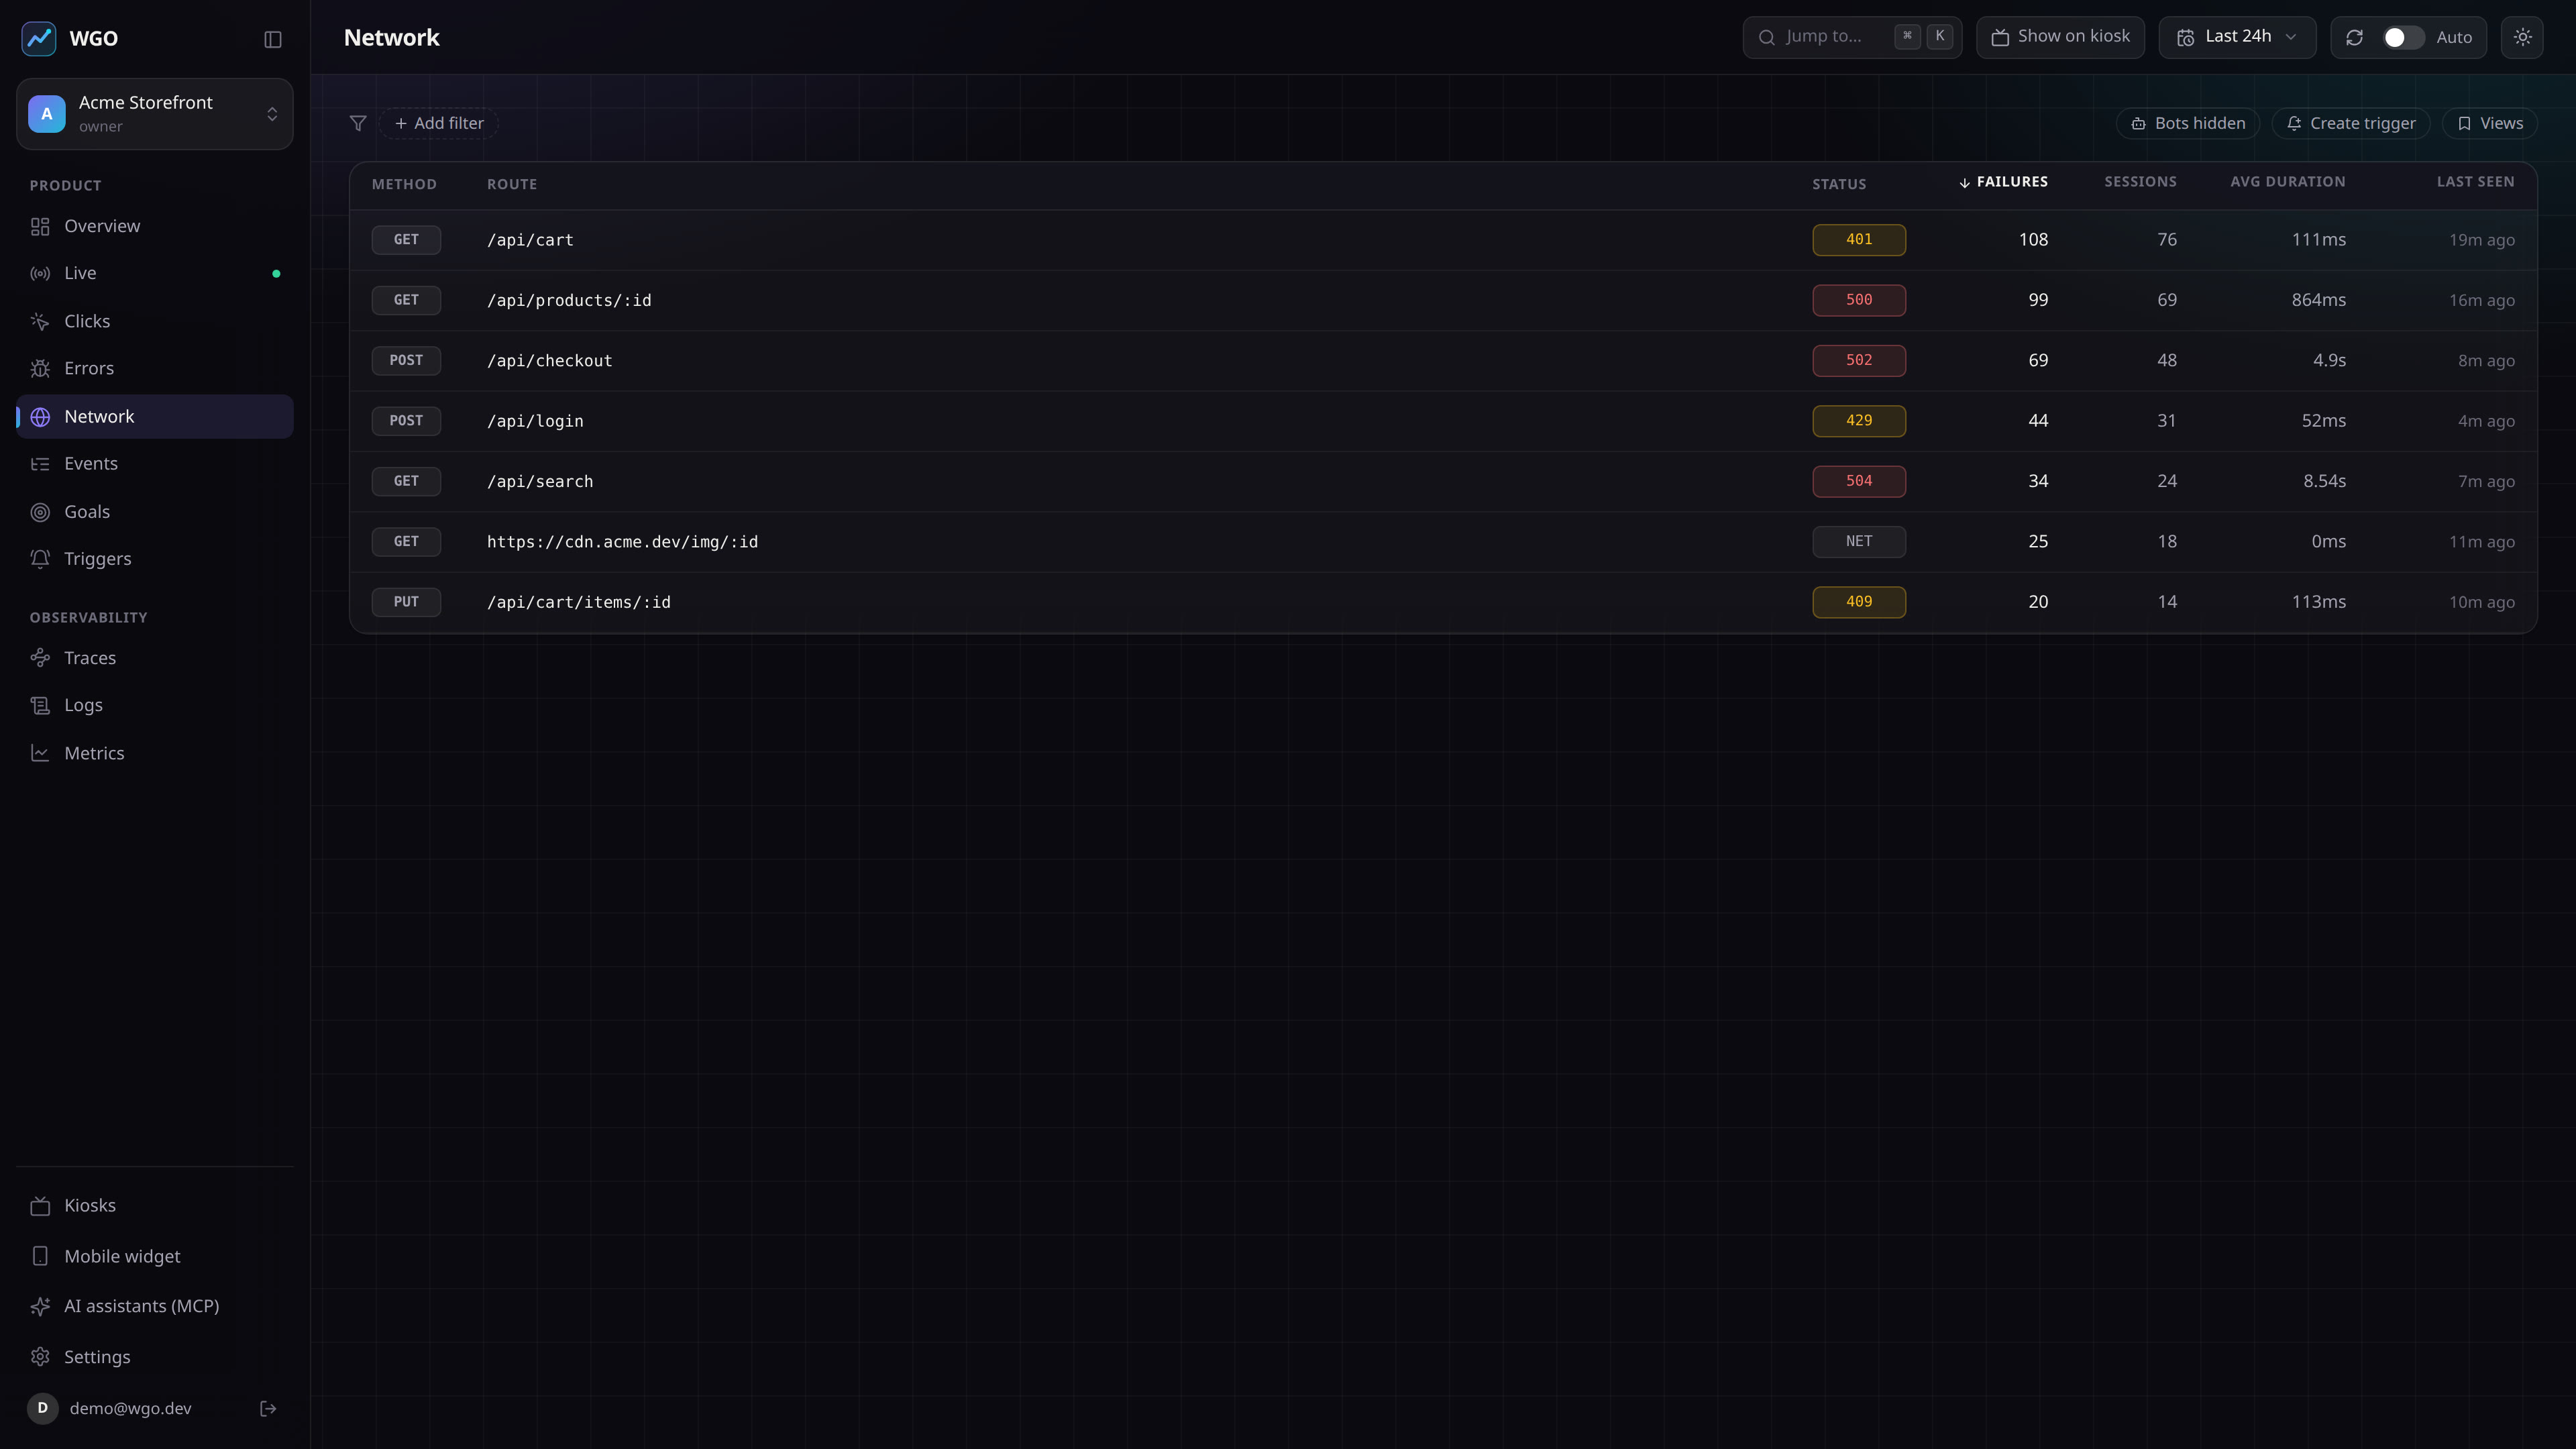 WGO
Network
Jump to... ⌘ K
Show on kiosk
Last 24h
Auto
A
Acme Storefront
owner
PRODUCT
Overview
Live
Clicks
Errors
Network
Events
Goals
Triggers
OBSERVABILITY
Traces
Logs
Metrics
Kiosks
Mobile widget
AI assistants (MCP)
Settings
D demo@wgo.dev
+ Add filter
Bots hidden
Create trigger
Views
METHOD ROUTE STATUS ↓ FAILURES SESSIONS AVG DURATION LAST SEEN
GET /api/cart 401 108 76 111ms 19m ago
GET /api/products/:id 500 99 69 864ms 16m ago
POST /api/checkout 502 69 48 4.9s 8m ago
POST /api/login 429 44 31 52ms 4m ago
GET /api/search 504 34 24 8.54s 7m ago
GET https://cdn.acme.dev/img/:id NET 25 18 0ms 11m ago
PUT /api/cart/items/:id 409 20 14 113ms 10m ago